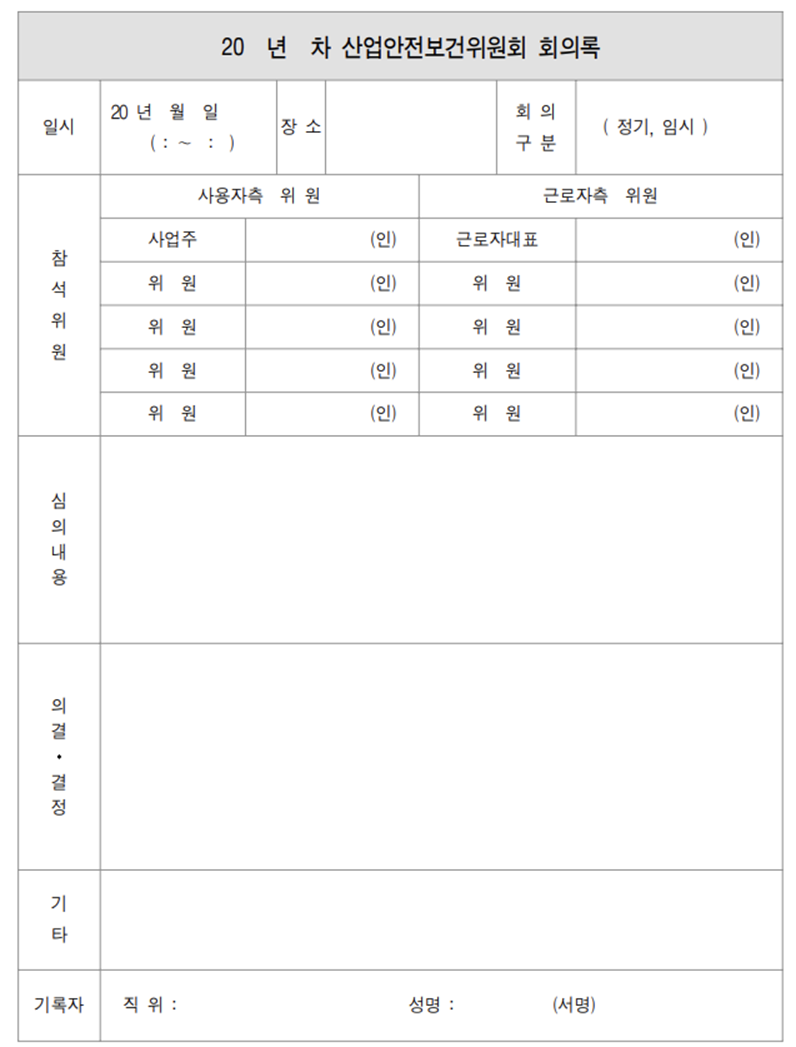 20 년 차 산업안전보건위원회 회의록
일시
20 년 월 일
( : ~ : )
장 소
회 의
구 분
( 정기, 임시 )
참
석
위
원
사용자측 위 원
근로자측 위원
사업주 (인) 근로자대표 (인)
위 원 (인) 위 원 (인)
위 원 (인) 위 원 (인)
위 원 (인) 위 원 (인)
위 원 (인) 위 원 (인)
심
의
내
용
의
결
·
결
정
기
타
기록자 직 위 : 성명 : (서명)